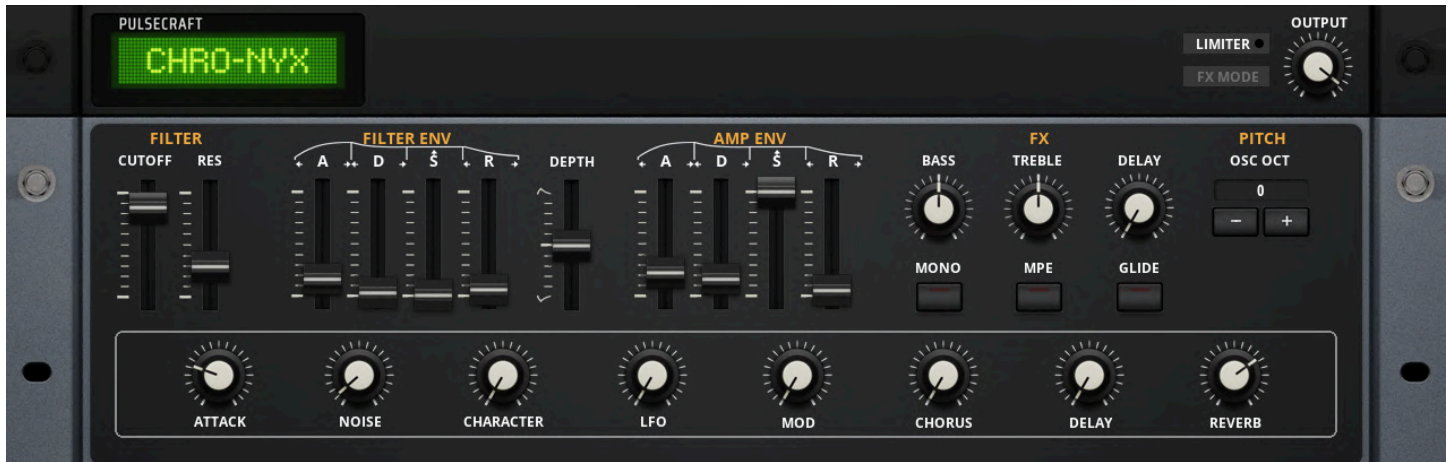 PULSECRAFT
CHRO-NYX
OUTPUT
LIMITER
FX MODE
FILTER
CUTOFF RES
FILTER ENV
A D S R
DEPTH
AMP ENV
A D S R
FX
BASS TREBLE DELAY
MONO MPE GLIDE
PITCH
OSC OCT
0
− +
ATTACK NOISE CHARACTER LFO MOD CHORUS DELAY REVERB